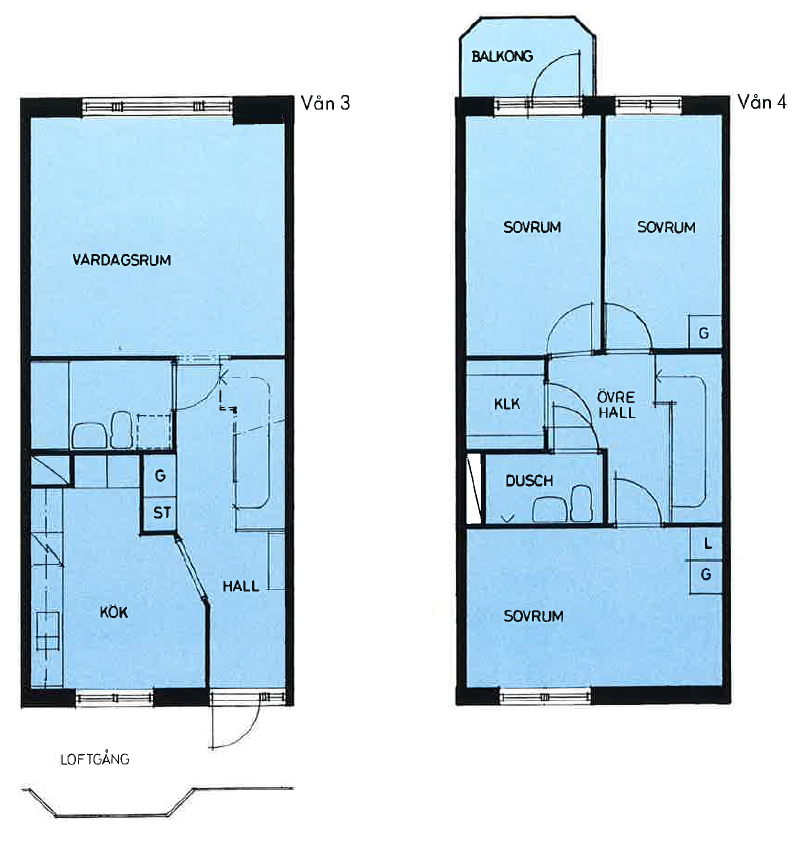 Vån 3
VARDAGSRUM
G
ST
HALL
KÖK
LOFTGÅNG
Vån 4
BALKONG
SOVRUM
SOVRUM
G
KLK
ÖVRE
HALL
DUSCH
L
G
SOVRUM